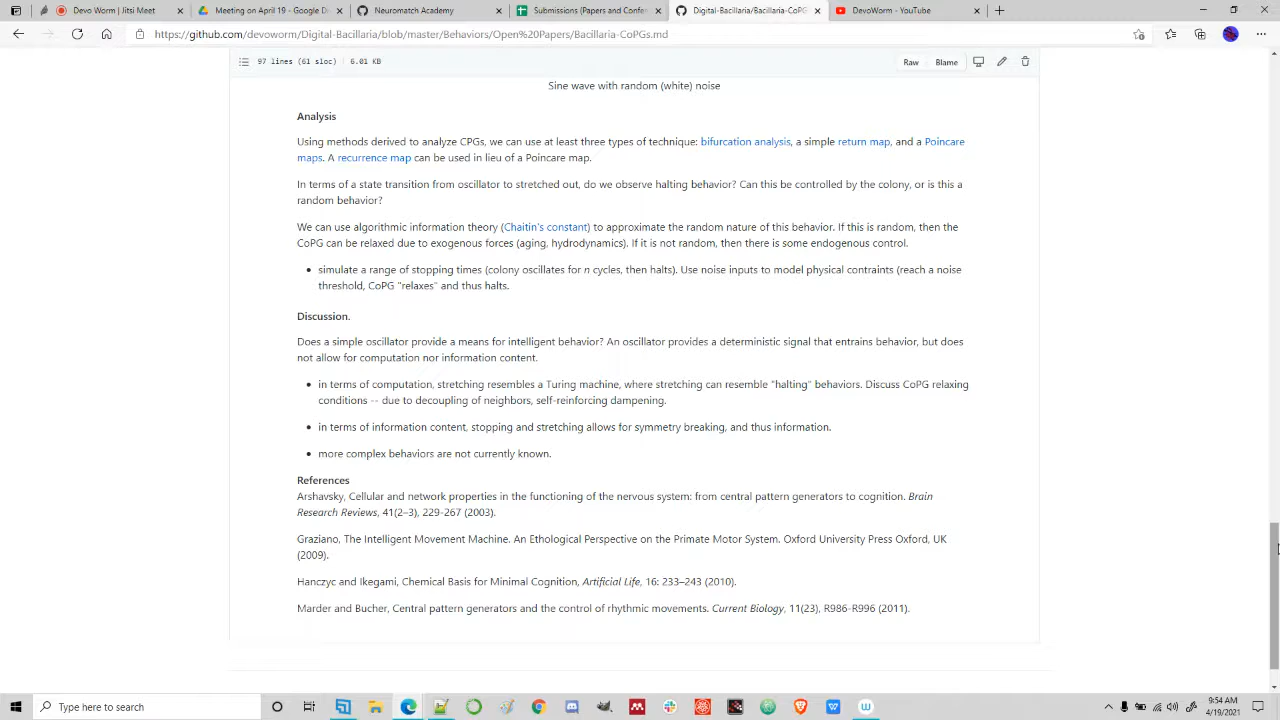 Devo Worm | Jitsi Meet
Meeting on April 19 - Google D
Neuromatch Academy
Submissions (Papers and Confe
Digital-Bacillaria/Bacillaria-CoPG
DevoWorm - YouTube
https://github.com/devoworm/Digital-Bacillaria/blob/master/Behaviors/Open%20Papers/Bacillaria-CoPGs.md
97 lines (61 sloc) | 6.01 KB
Raw
Blame
Sine wave with random (white) noise
Analysis
Using methods derived to analyze CPGs, we can use at least three types of technique: bifurcation analysis, a simple return map, and a Poincare
maps. A recurrence map can be used in lieu of a Poincare map.
In terms of a state transition from oscillator to stretched out, do we observe halting behavior? Can this be controlled by the colony, or is this a
random behavior?
We can use algorithmic information theory (Chaitin's constant) to approximate the random nature of this behavior. If this is random, then the
CoPG can be relaxed due to exogenous forces (aging, hydrodynamics). If it is not random, then there is some endogenous control.
• simulate a range of stopping times (colony oscillates for n cycles, then halts). Use noise inputs to model physical contraints (reach a noise
threshold, CoPG "relaxes" and thus halts.
Discussion.
Does a simple oscillator provide a means for intelligent behavior? An oscillator provides a deterministic signal that entrains behavior, but does
not allow for computation nor information content.
• in terms of computation, stretching resembles a Turing machine, where stretching can resemble "halting" behaviors. Discuss CoPG relaxing
conditions -- due to decoupling of neighbors, self-reinforcing dampening.
• in terms of information content, stopping and stretching allows for symmetry breaking, and thus information.
• more complex behaviors are not currently known.
References
Arshavsky, Cellular and network properties in the functioning of the nervous system: from central pattern generators to cognition. Brain
Research Reviews, 41(2–3), 229-267 (2003).
Graziano, The Intelligent Movement Machine. An Ethological Perspective on the Primate Motor System. Oxford University Press Oxford, UK
(2009).
Hanczyc and Ikegami, Chemical Basis for Minimal Cognition, Artificial Life, 16: 233–243 (2010).
Marder and Bucher, Central pattern generators and the control of rhythmic movements. Current Biology, 11(23), R986-R996 (2011).
Type here to search
9:54 AM
4/19/2021